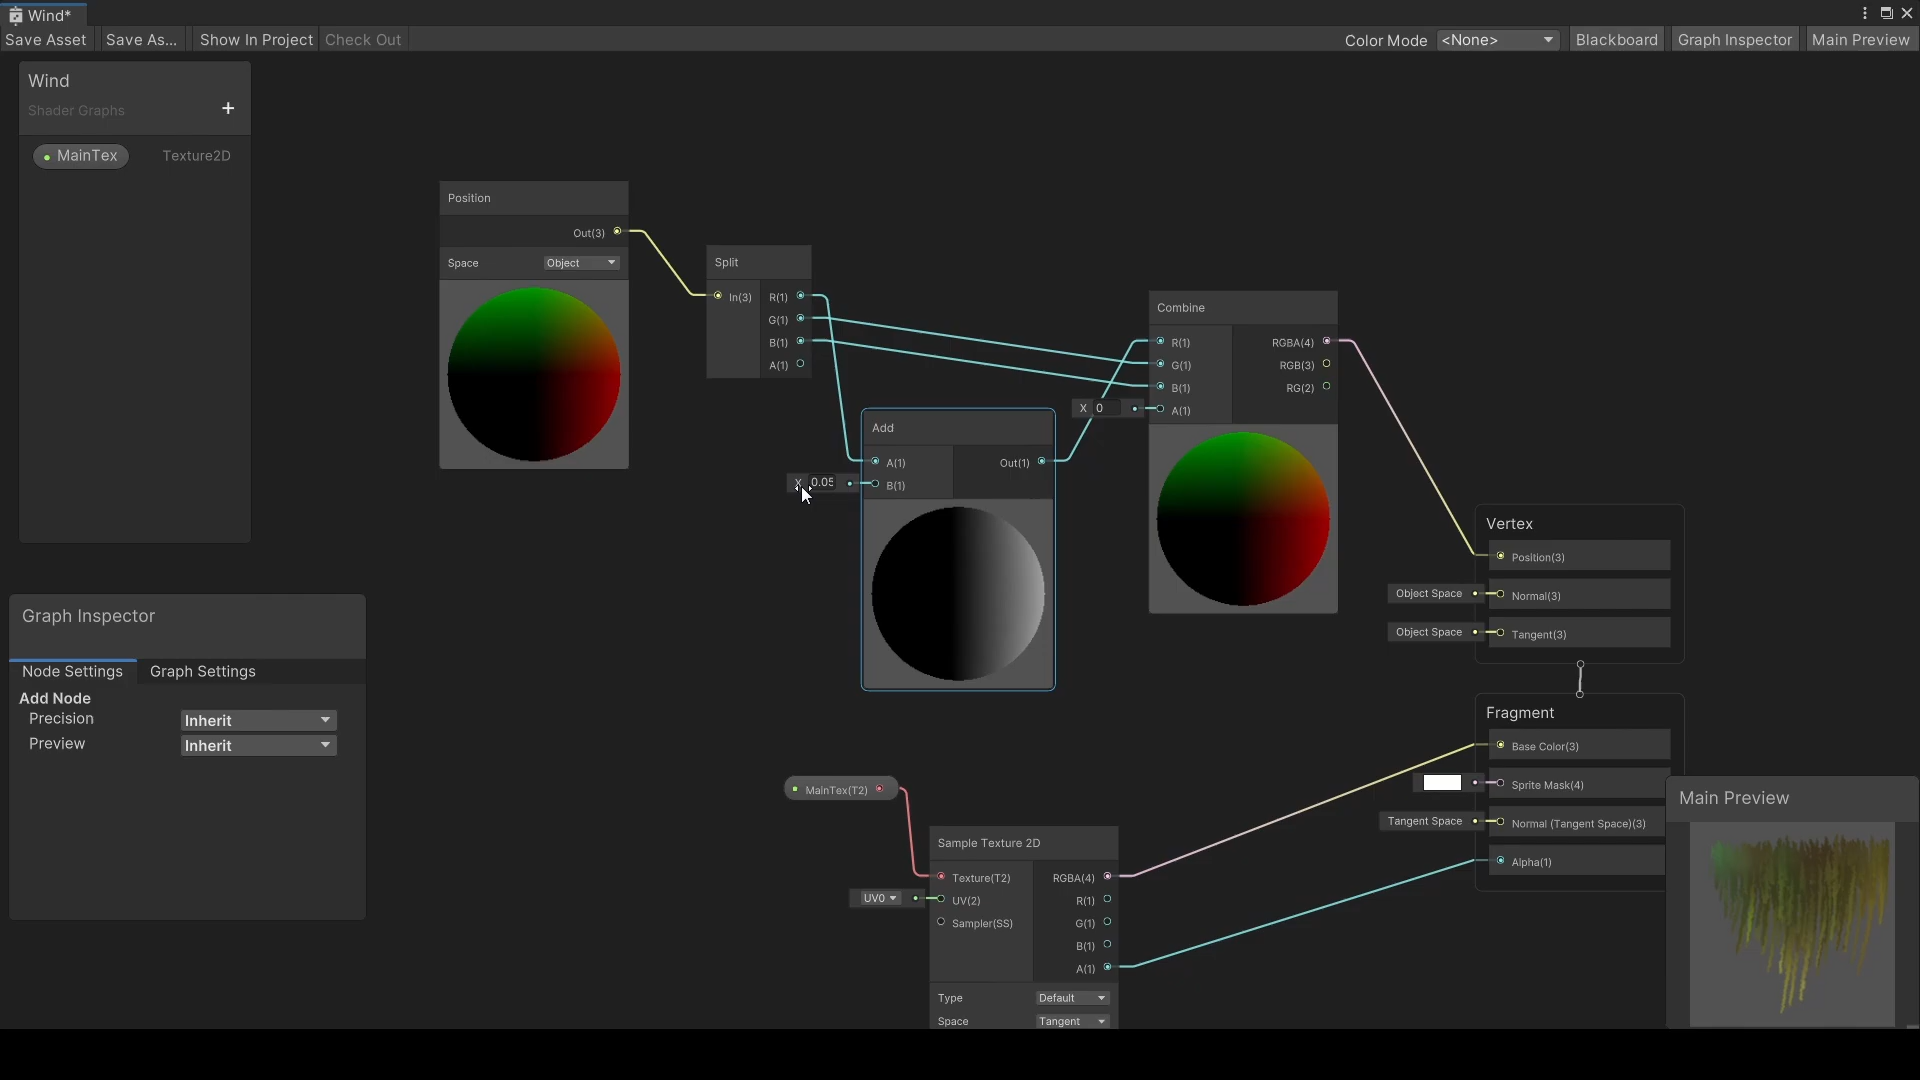 Wind*
Save Asset Save As... Show In Project Check Out Color Mode <None> Blackboard Graph Inspector Main Preview
Wind
Shader Graphs +
MainTex Texture2D
Position
Out(3)
Space Object
Split
In(3) R(1)
G(1)
B(1)
A(1)
Combine
R(1) RGBA(4)
G(1) RGB(3)
B(1) RG(2)
X 0 A(1)
Add
A(1) Out(1)
X 0.05 B(1)
Vertex
Position(3)
Object Space Normal(3)
Object Space Tangent(3)
Graph Inspector
Node Settings Graph Settings
Add Node
Precision Inherit
Preview Inherit
Fragment
Base Color(3)
Sprite Mask(4)
Tangent Space Normal (Tangent Space)(3)
Alpha(1)
Main Preview
MainTex(T2)
Sample Texture 2D
Texture(T2) RGBA(4)
UV0 UV(2) R(1)
Sampler(SS) G(1)
B(1)
A(1)
Type Default
Space Tangent